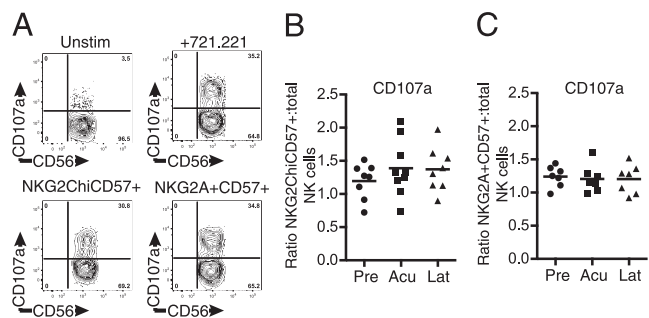 A
Unstim
+721.221
0
3.5
0
96.5
CD107a
CD56
0
35.2
0
64.8
CD107a
CD56
NKG2ChiCD57+
NKG2A+CD57+
0
30.8
0
69.2
CD107a
CD56
0
34.8
0
65.2
CD107a
CD56
B
CD107a
Ratio NKG2ChiCD57+:total
NK cells
2.5
2.0
1.5
1.0
0.5
0.0
Pre Acu Lat
C
CD107a
Ratio NKG2A+CD57+:total
NK cells
2.5
2.0
1.5
1.0
0.5
0.0
Pre Acu Lat